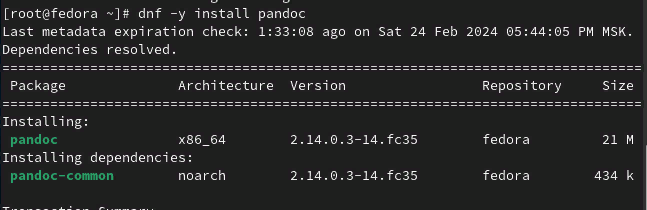 [root@fedora ~]# dnf -y install pandoc
Last metadata expiration check: 1:33:08 ago on Sat 24 Feb 2024 05:44:05 PM MSK.
Dependencies resolved.
================================================================================
Package Architecture Version Repository Size
================================================================================
Installing:
pandoc x86_64 2.14.0.3-14.fc35 fedora 21 M
Installing dependencies:
pandoc-common noarch 2.14.0.3-14.fc35 fedora 434 k
Transaction Summary